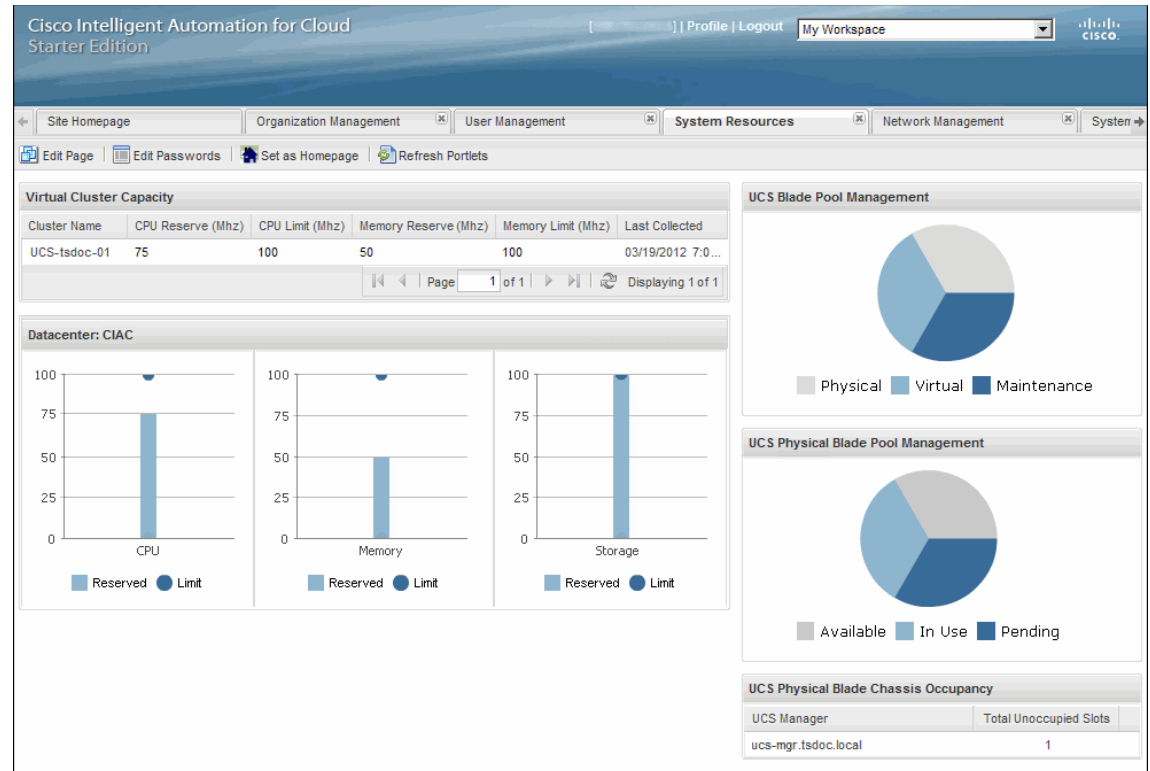 Cisco Intelligent Automation for Cloud
Starter Edition
[ ] | Profile | Logout
My Workspace
CISCO.
Site Homepage
Organization Management
User Management
System Resources
Network Management
System
Edit Page
Edit Passwords
Set as Homepage
Refresh Portlets
Virtual Cluster Capacity
Cluster Name CPU Reserve (Mhz) CPU Limit (Mhz) Memory Reserve (Mhz) Memory Limit (Mhz) Last Collected
UCS-tsdoc-01 75 100 50 100 03/19/2012 7:0...
Page 1 of 1 Displaying 1 of 1
Datacenter: CIAC
100
75
50
25
0
CPU
Reserved Limit
100
75
50
25
0
Memory
Reserved Limit
100
75
50
25
0
Storage
Reserved Limit
UCS Blade Pool Management
Physical Virtual Maintenance
UCS Physical Blade Pool Management
Available In Use Pending
UCS Physical Blade Chassis Occupancy
UCS Manager Total Unoccupied Slots
ucs-mgr.tsdoc.local 1